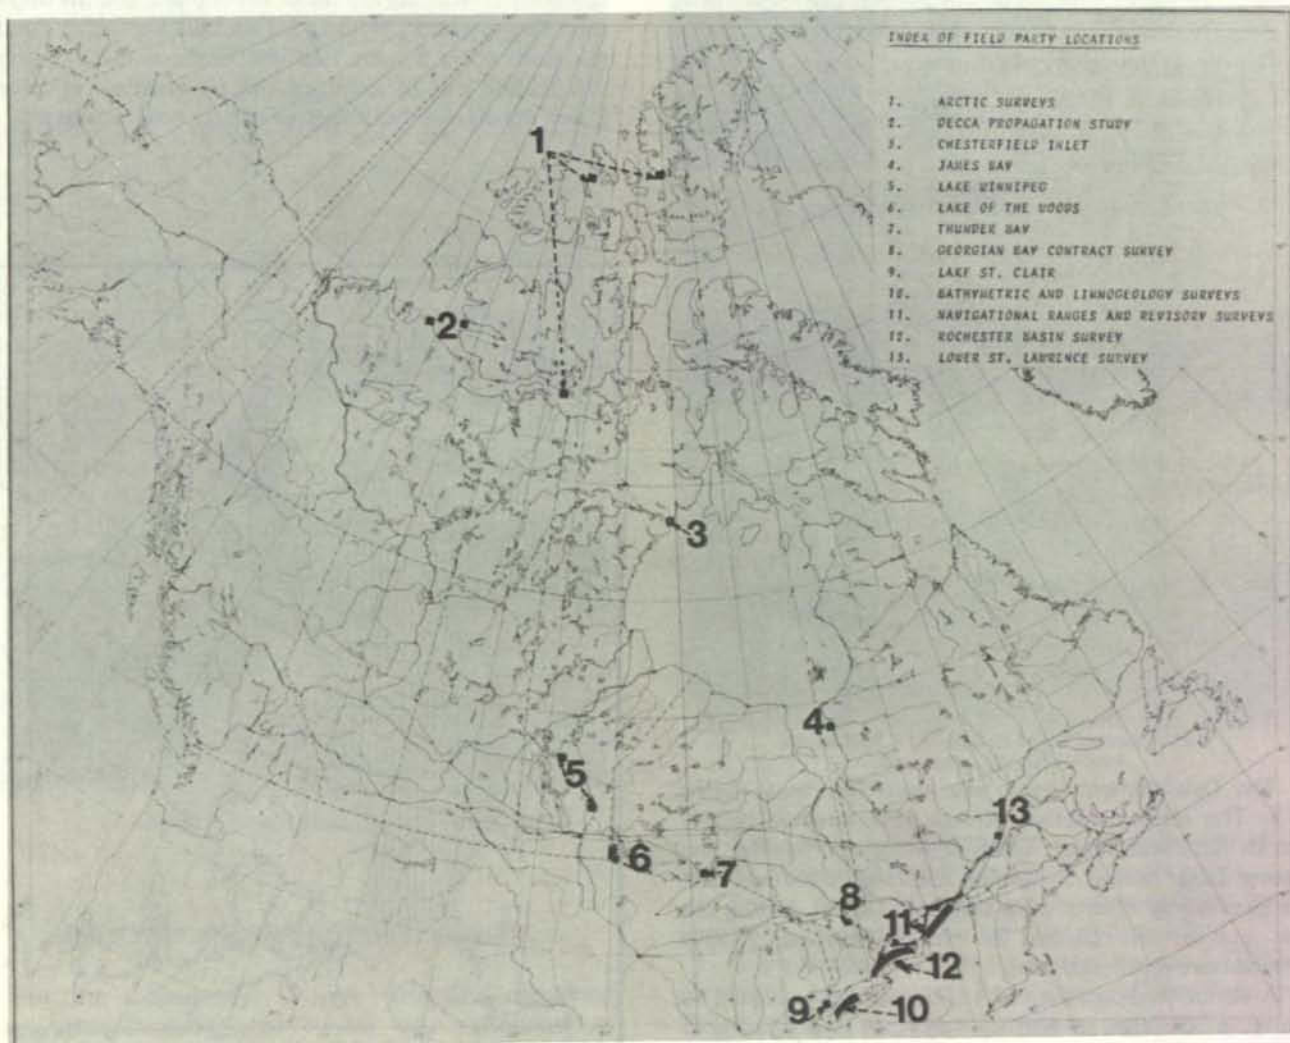 INDEX OF FIELD PARTY LOCATIONS
1. ARCTIC SURVEYS
2. DECCA PROPAGATION STUDY
3. CHESTERFIELD INLET
4. JAMES BAY
5. LAKE WINNIPEG
6. LAKE OF THE WOODS
7. THUNDER BAY
8. GEORGIAN BAY CONTRACT SURVEY
9. LAKE ST. CLAIR
10. BATHYMETRIC AND LIMNOGEOLOGY SURVEYS
11. NAVIGATIONAL RANGES AND REVISORY SURVEYS
12. ROCHESTER BASIN SURVEY
13. LOWER ST. LAWRENCE SURVEY
1
2
3
4
5
6
7
8
9
10
11
12
13